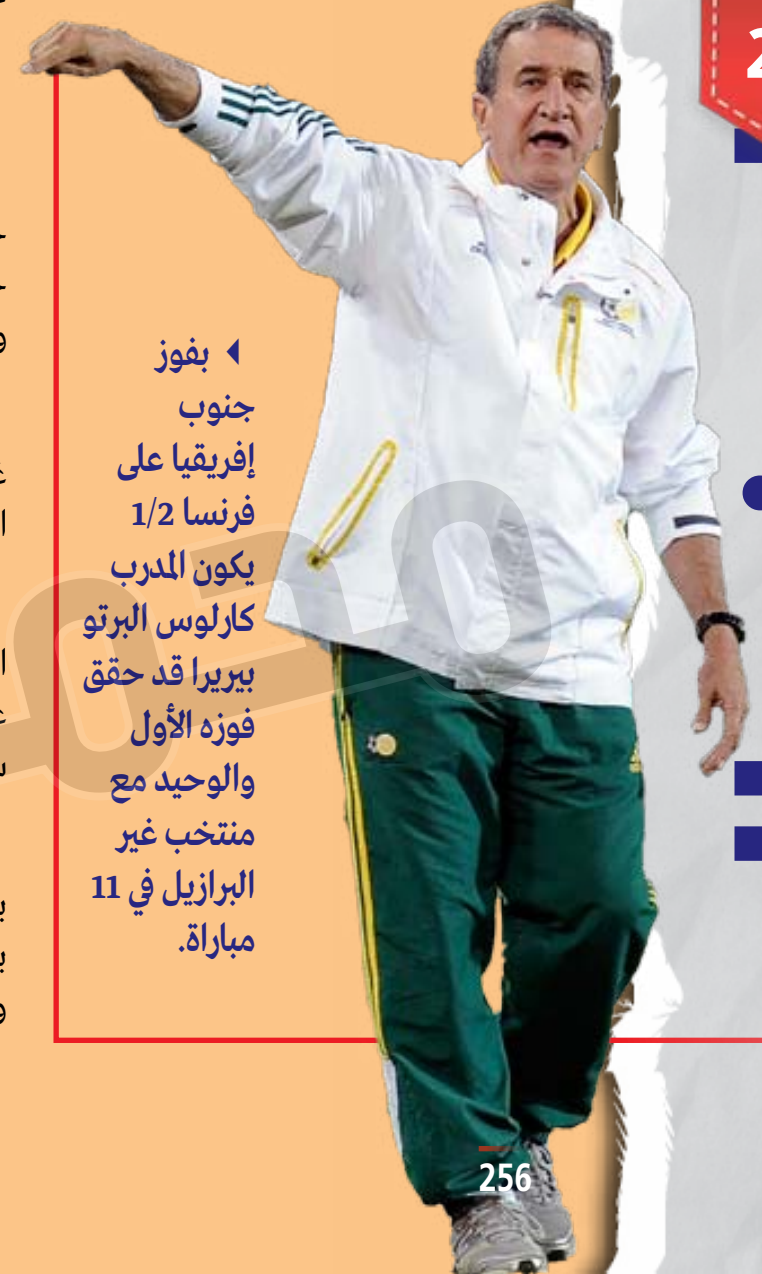 2
بفوز
جنوب
إفريقيا على
فرنسا 1/2
يكون المدرب
كارلوس البرتو
بيريرا قد حقق
فوزه الأول
والوحيد مع
منتخب غير
البرازيل في 11
مباراة.
256